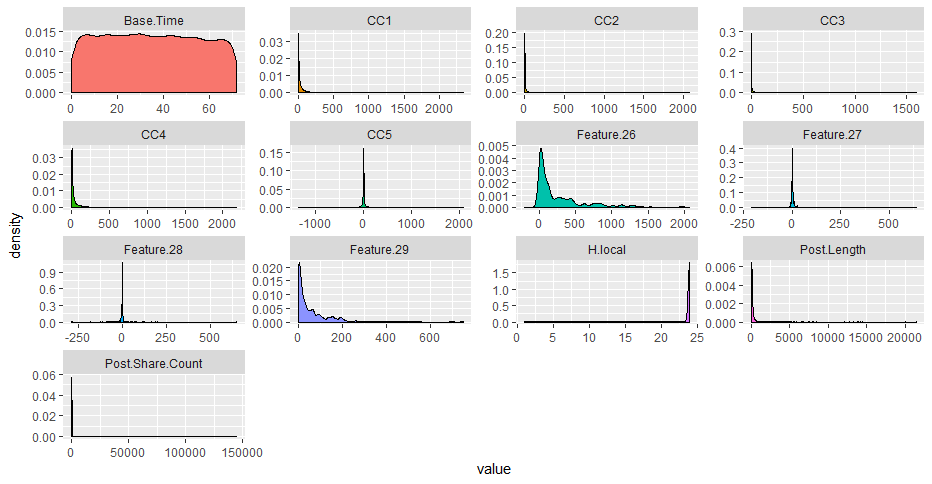 Base.Time
CC1
CC2
CC3
0.015
0.010
0.005
0.000
0 20 40 60
0.03
0.02
0.01
0.00
0 500 1000 1500 2000
0.20
0.15
0.10
0.05
0.00
0 500 1000 1500 2000
0.3
0.2
0.1
0.0
0 400 800 1200 1600
CC4
CC5
Feature.26
Feature.27
0.03
0.02
0.01
0.00
0 500 1000 1500 2000
0.15
0.10
0.05
0.00
-1000 0 1000 2000
0.005
0.004
0.003
0.002
0.001
0.000
0 500 1000 1500 2000
0.4
0.3
0.2
0.1
0.0
-250 0 250 500
density
Feature.28
Feature.29
H.local
Post.Length
0.9
0.6
0.3
0.0
-250 0 250 500
0.020
0.015
0.010
0.005
0.000
0 200 400 600
1.5
1.0
0.5
0.0
0 5 10 15 20 25
0.006
0.004
0.002
0.000
0 5000 10000 15000 20000
Post.Share.Count
0.06
0.04
0.02
0.00
0 50000 100000 150000
value